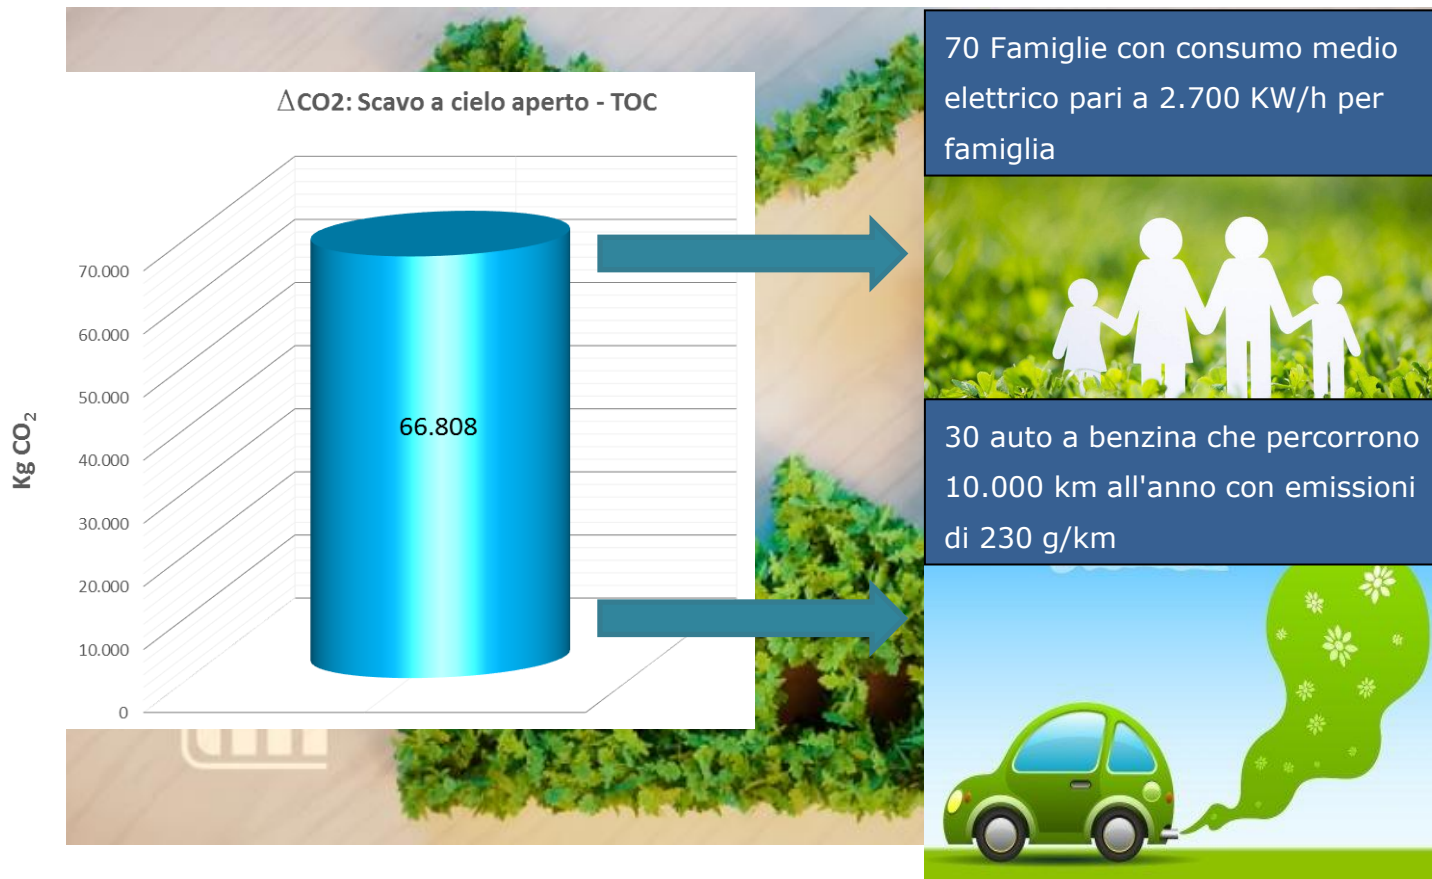 ΔCO2: Scavo a cielo aperto - TOC
Kg CO₂
70.000
60.000
50.000
40.000
30.000
20.000
10.000
0
66.808
70 Famiglie con consumo medio
elettrico pari a 2.700 KW/h per
famiglia
30 auto a benzina che percorrono
10.000 km all'anno con emissioni
di 230 g/km